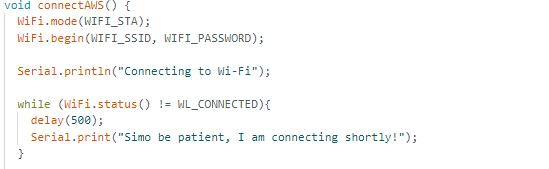 void connectAWS() {
  WiFi.mode(WIFI_STA);
  WiFi.begin(WIFI_SSID, WIFI_PASSWORD);

  Serial.println("Connecting to Wi-Fi");

  while (WiFi.status() != WL_CONNECTED){
    delay(500);
    Serial.print("Simo be patient, I am connecting shortly!");
  }